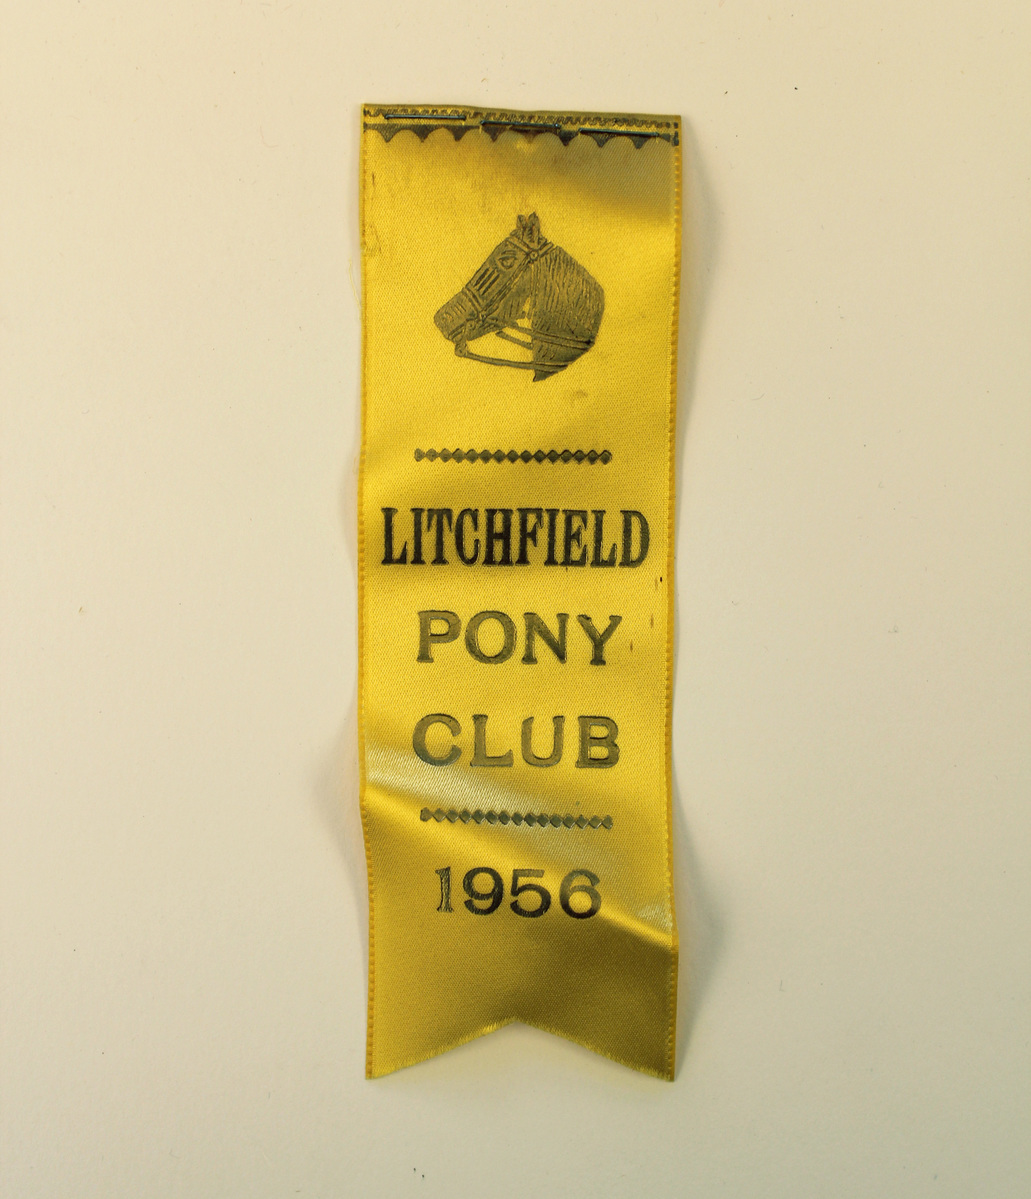 LITCHFIELD
PONY
CLUB
1956